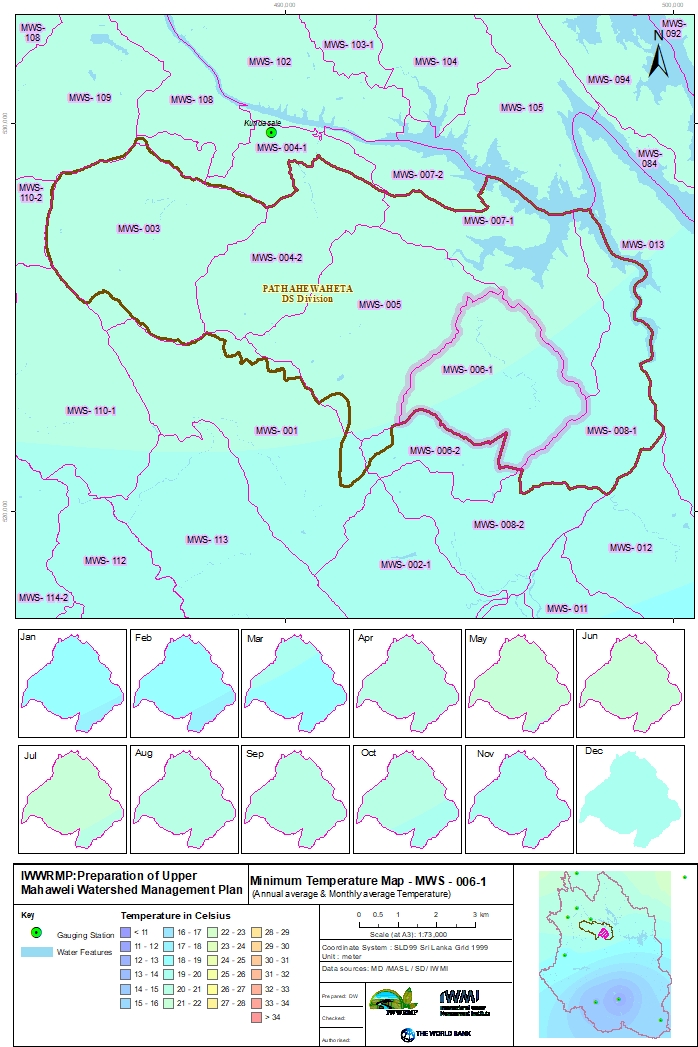 480,000
500,000
530,000
520,000
N
MWS-
108
MWS- 102
MWS- 103-1
MWS- 104
MWS-
092
MWS- 094
MWS- 109
MWS- 108
MWS- 105
Kundasale
MWS- 004-1
MWS-
084
MWS-
110-2
MWS- 007-2
MWS- 003
MWS- 007-1
MWS- 013
MWS- 004-2
PATHAHEWAHETA
DS Division
MWS- 005
MWS- 006-1
MWS- 110-1
MWS- 001
MWS- 008-1
MWS- 006-2
MWS- 008-2
MWS- 113
MWS- 012
MWS- 112
MWS- 002-1
MWS- 114-2
MWS- 011
Jan
Feb
Mar
Apr
May
Jun
Jul
Aug
Sep
Oct
Nov
Dec
IWWRMP:Preparation of Upper
Mahaweli Watershed Management Plan
Minimum Temperature Map - MWS - 006-1
(Annual average & Monthly average Temperature)
Key
Gauging Station
Water Features
Temperature in Celsius
< 11
11 - 12
12 - 13
13 - 14
14 - 15
15 - 16
16 - 17
17 - 18
18 - 19
19 - 20
20 - 21
21 - 22
22 - 23
23 - 24
24 - 25
25 - 26
26 - 27
27 - 28
28 - 29
29 - 30
30 - 31
31 - 32
32 - 33
33 - 34
> 34
0 0.5 1 2 3 km
Scale (at A3): 1:73,000
Coordinate System : SLD99 Sri Lanka Grid 1999
Unit : meter
Data sources: MD /MASL / SD / IWMI
Prepared: DW
Checked:
Authorised:
IWWRMP
IWMI
International Water
Management Institute
THE WORLD BANK